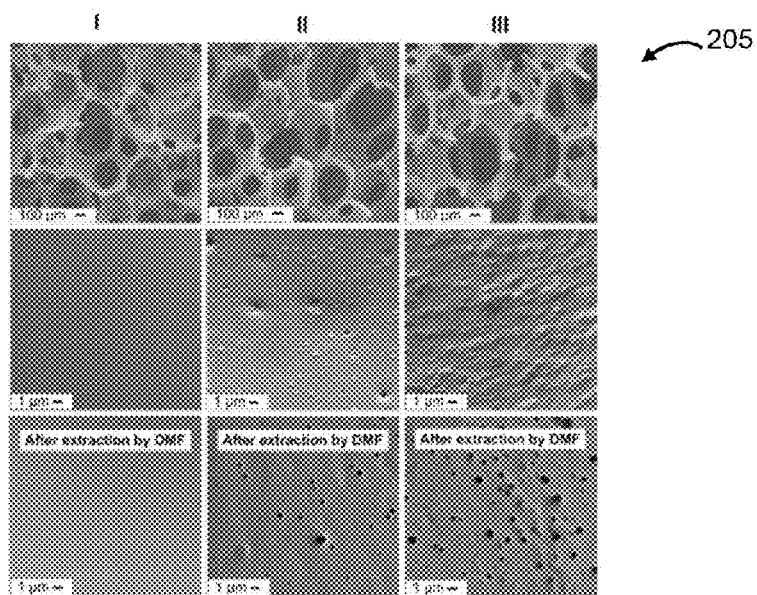 I II III
205
100 µm 100 µm 100 µm
1 µm 1 µm 1 µm
After extraction by DMF After extraction by DMF After extraction by DMF
1 µm 1 µm 1 µm